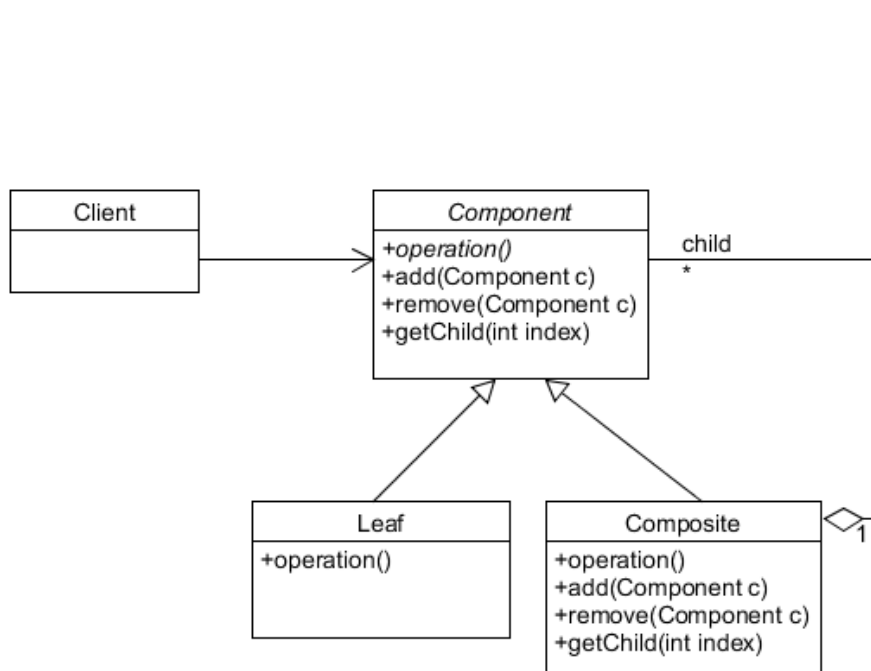 Client
Component
+operation()
+add(Component c)
+remove(Component c)
+getChild(int index)
child
*
Leaf
+operation()
Composite
+operation()
+add(Component c)
+remove(Component c)
+getChild(int index)
1